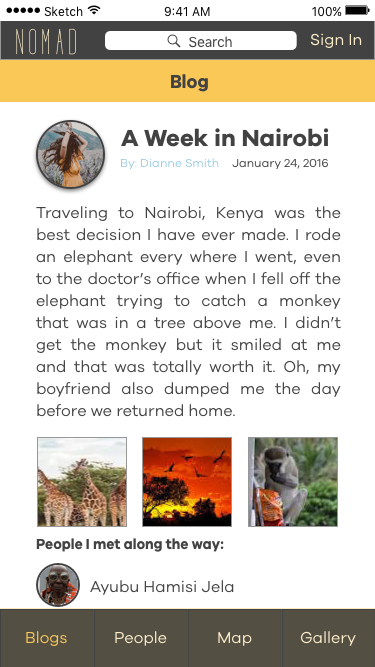 Sketch 9:41 AM 100%
NOMAD Search Sign In
Blog
A Week in Nairobi
By: Dianne Smith January 24, 2016
Traveling to Nairobi, Kenya was the
best decision I have ever made. I rode
an elephant every where I went, even
to the doctor’s office when I fell off the
elephant trying to catch a monkey
that was in a tree above me. I didn’t
get the monkey but it smiled at me
and that was totally worth it. Oh, my
boyfriend also dumped me the day
before we returned home.
People I met along the way:
Ayubu Hamisi Jela
Blogs People Map Gallery